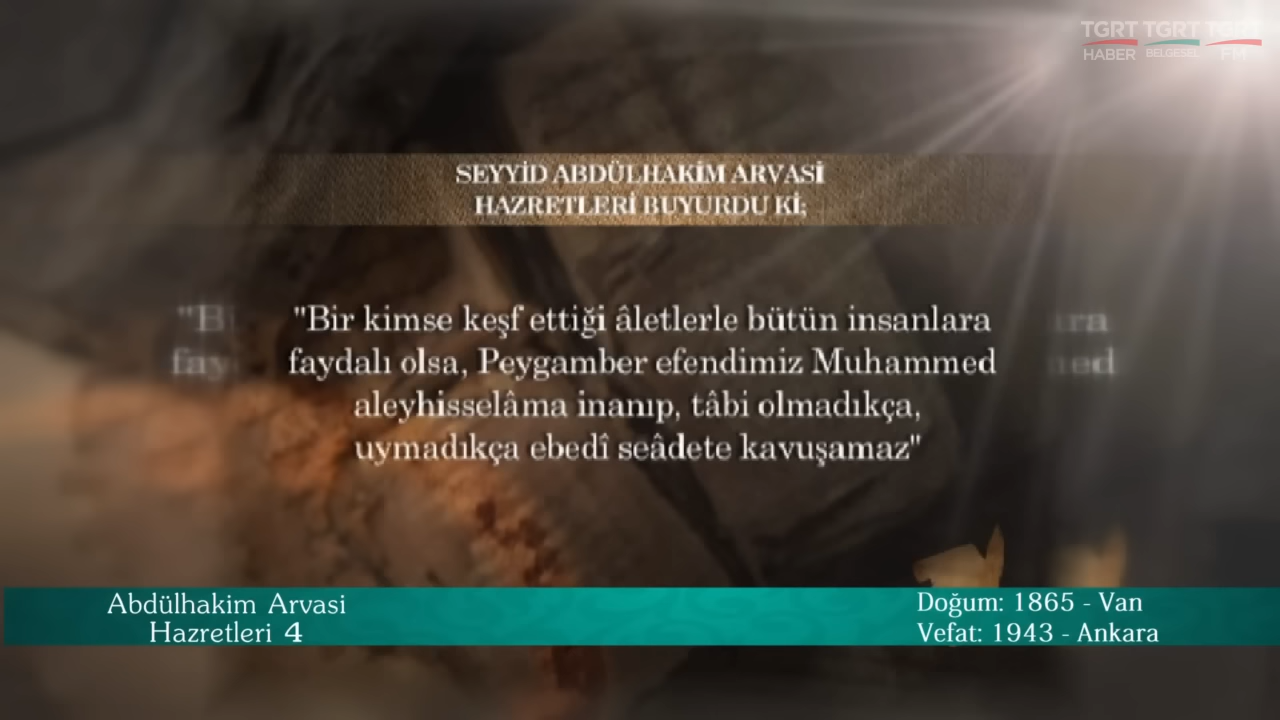 TGRT TGRT TGRT
HABER BELGESEL FM
SEYYİD ABDÜLHAKİM ARVASİ
HAZRETLERİ BUYURDU Kİ;
"Bir kimse keşf ettiği âletlerle bütün insanlara
faydalı olsa, Peygamber efendimiz Muhammed
aleyhisselâma inanıp, tâbi olmadıkça,
uymadıkça ebedî seâdete kavuşamaz"
Abdülhakim Arvasi
Hazretleri 4
Doğum: 1865 - Van
Vefat: 1943 - Ankara